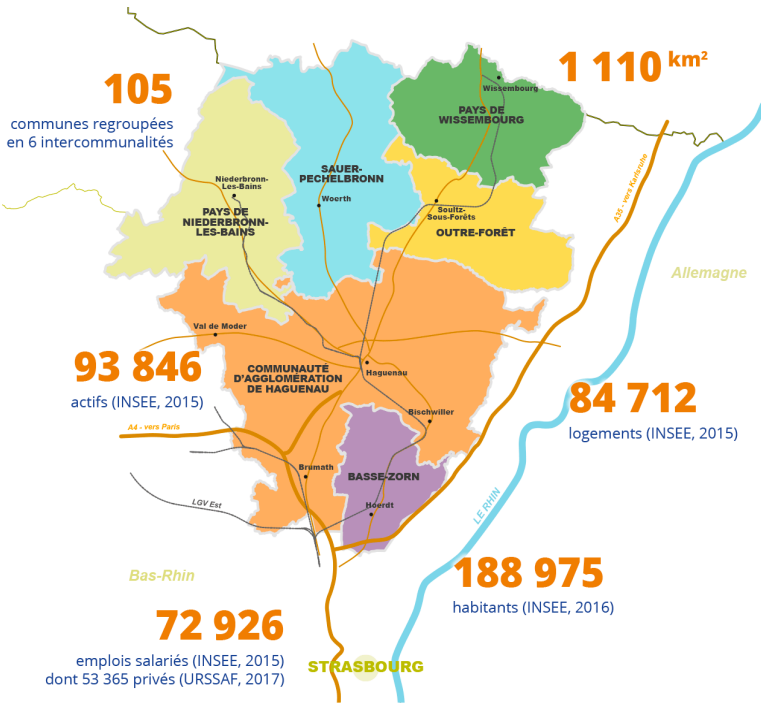 1 110 km²
105
communes regroupées
en 6 intercommunalités
Wissembourg
PAYS DE
WISSEMBOURG
SAUER-
PECHELBRONN
Woerth
Niederbronn-
Les-Bains
PAYS DE
NIEDERBRONN-
LES-BAINS
Soultz-
Sous-Forêts
OUTRE-FORÊT
A35 - vers Karlsruhe
Allemagne
Val de Moder
93 846
actifs (INSEE, 2015)
COMMUNAUTÉ
D'AGGLOMÉRATION
DE HAGUENAU
Haguenau
84 712
logements (INSEE, 2015)
Bischwiller
A4 - vers Paris
Brumath
BASSE-ZORN
LGV Est
Hoerdt
LE RHIN
Bas-Rhin
188 975
habitants (INSEE, 2016)
72 926
emplois salariés (INSEE, 2015)
dont 53 365 privés (URSSAF, 2017)
STRASBOURG